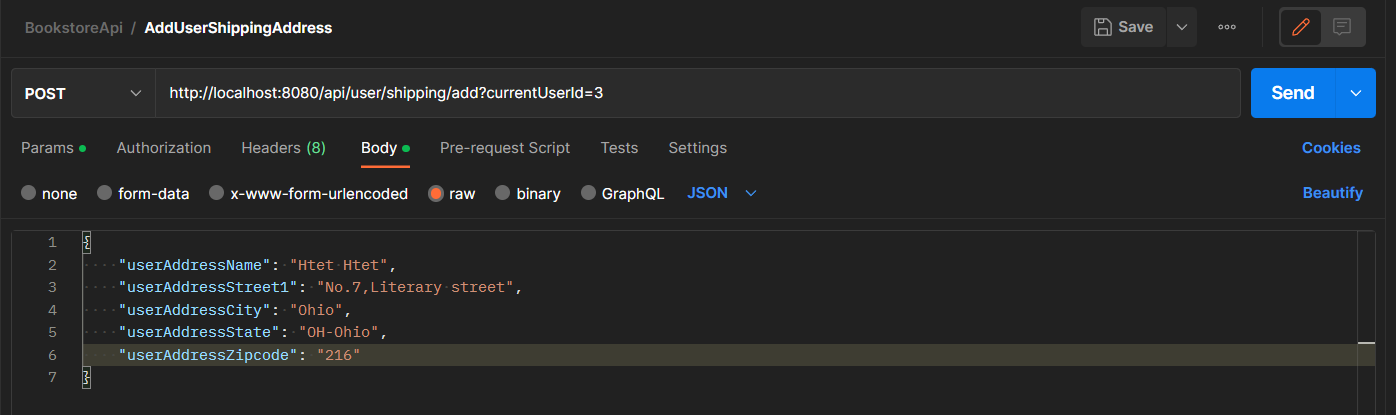 BookstoreApi / AddUserShippingAddress Save
POST http://localhost:8080/api/user/shipping/add?currentUserId=3 Send
Params Authorization Headers (8) Body Pre-request Script Tests Settings Cookies
none form-data x-www-form-urlencoded raw binary GraphQL JSON Beautify
1 {
2 "userAddressName": "Htet Htet",
3 "userAddressStreet1": "No.7,Literary street",
4 "userAddressCity": "Ohio",
5 "userAddressState": "OH-Ohio",
6 "userAddressZipcode": "216"
7 }